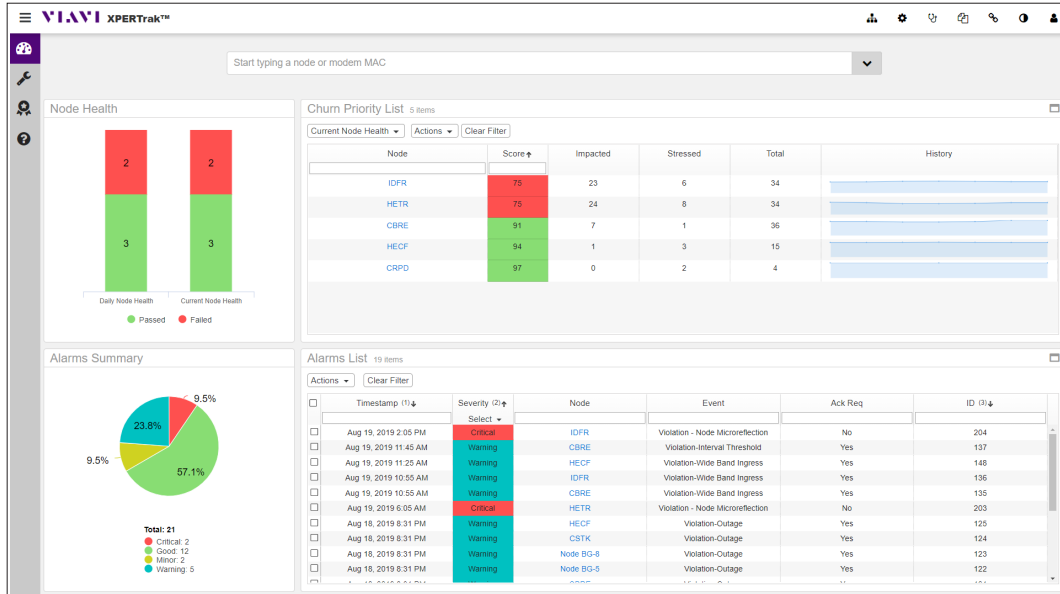 VIAVI XPERTrak™
Start typing a node or modem MAC
Node Health
2 2
3 3
Daily Node Health Current Node Health
Passed Failed
Churn Priority List 5 items
Current Node Health Actions Clear Filter
Node Score Impacted Stressed Total History
IDFR 75 23 6 34
HETR 75 24 8 34
CBRE 91 7 1 36
HECF 94 1 3 15
CRPD 97 0 2 4
Alarms Summary
9.5%
23.8%
9.5%
57.1%
Total: 21
Critical: 2
Good: 12
Minor: 2
Warning: 5
Alarms List 19 items
Actions Clear Filter
Timestamp (1) Severity (2) Node Event Ack Req ID (3)
Select
Aug 19, 2019 2:05 PM Critical IDFR Violation - Node Microreflection No 204
Aug 19, 2019 11:45 AM Warning CBRE Violation-Interval Threshold Yes 137
Aug 19, 2019 11:25 AM Warning HECF Violation-Wide Band Ingress Yes 148
Aug 19, 2019 10:55 AM Warning IDFR Violation-Wide Band Ingress Yes 136
Aug 19, 2019 10:55 AM Warning CBRE Violation-Wide Band Ingress Yes 135
Aug 19, 2019 6:05 AM Critical HETR Violation - Node Microreflection No 203
Aug 18, 2019 8:31 PM Warning HECF Violation-Outage Yes 125
Aug 18, 2019 8:31 PM Warning CSTK Violation-Outage Yes 124
Aug 18, 2019 8:31 PM Warning Node BG-8 Violation-Outage Yes 123
Aug 18, 2019 8:31 PM Warning Node BG-5 Violation-Outage Yes 122